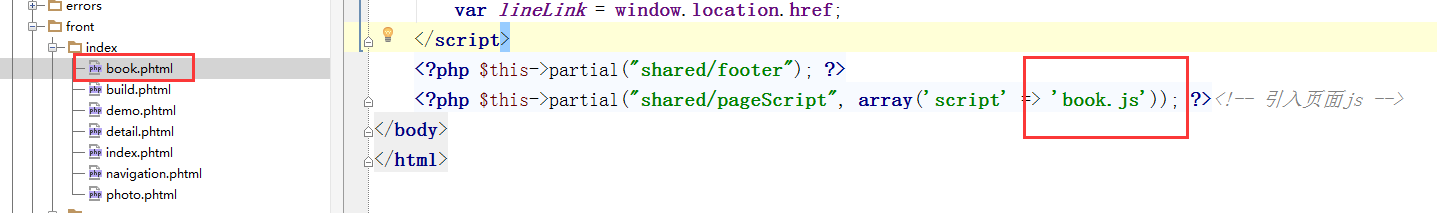 errors
front
index
book.phtml
build.phtml
demo.phtml
detail.phtml
index.phtml
navigation.phtml
photo.phtml
var lineLink = window.location.href;
</script>
<?php $this->partial("shared/footer"); ?>
<?php $this->partial("shared/pageScript", array('script' => 'book.js')); ?><!-- 引入页面js -->
</body>
</html>